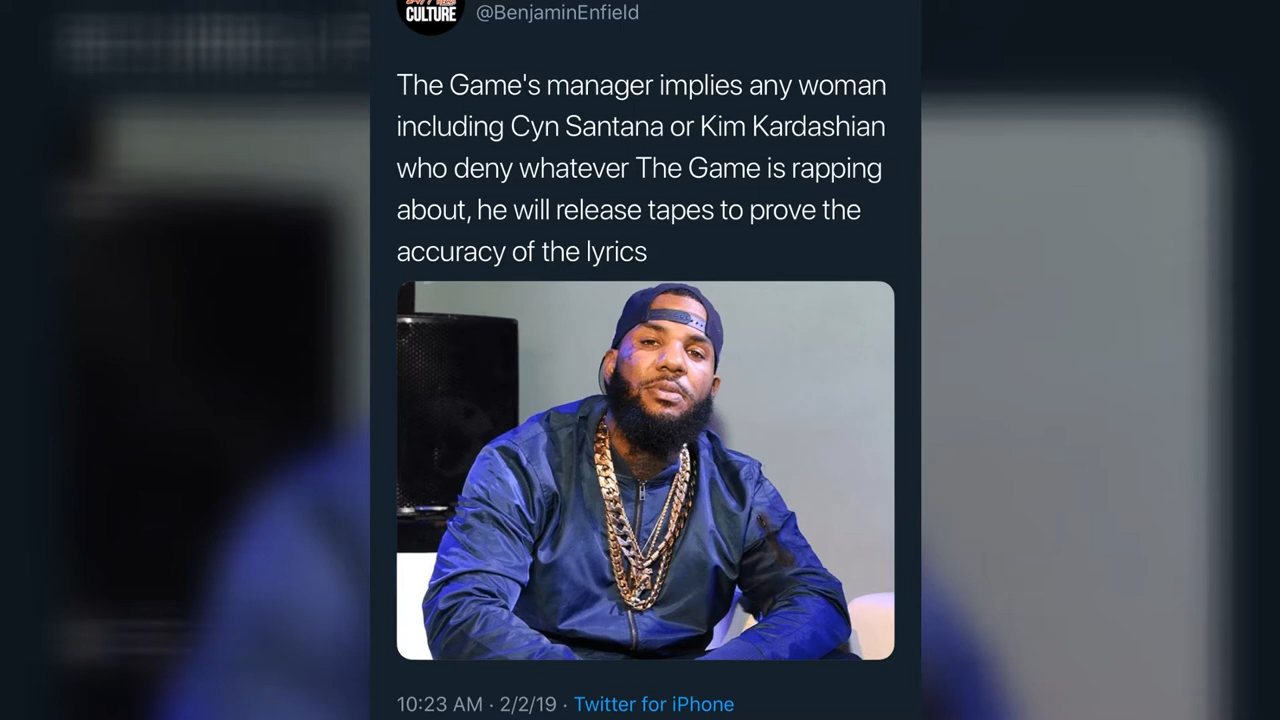 CULTURE
@BenjaminEnfield
The Game's manager implies any woman
including Cyn Santana or Kim Kardashian
who deny whatever The Game is rapping
about, he will release tapes to prove the
accuracy of the lyrics
10:23 AM · 2/2/19 · Twitter for iPhone